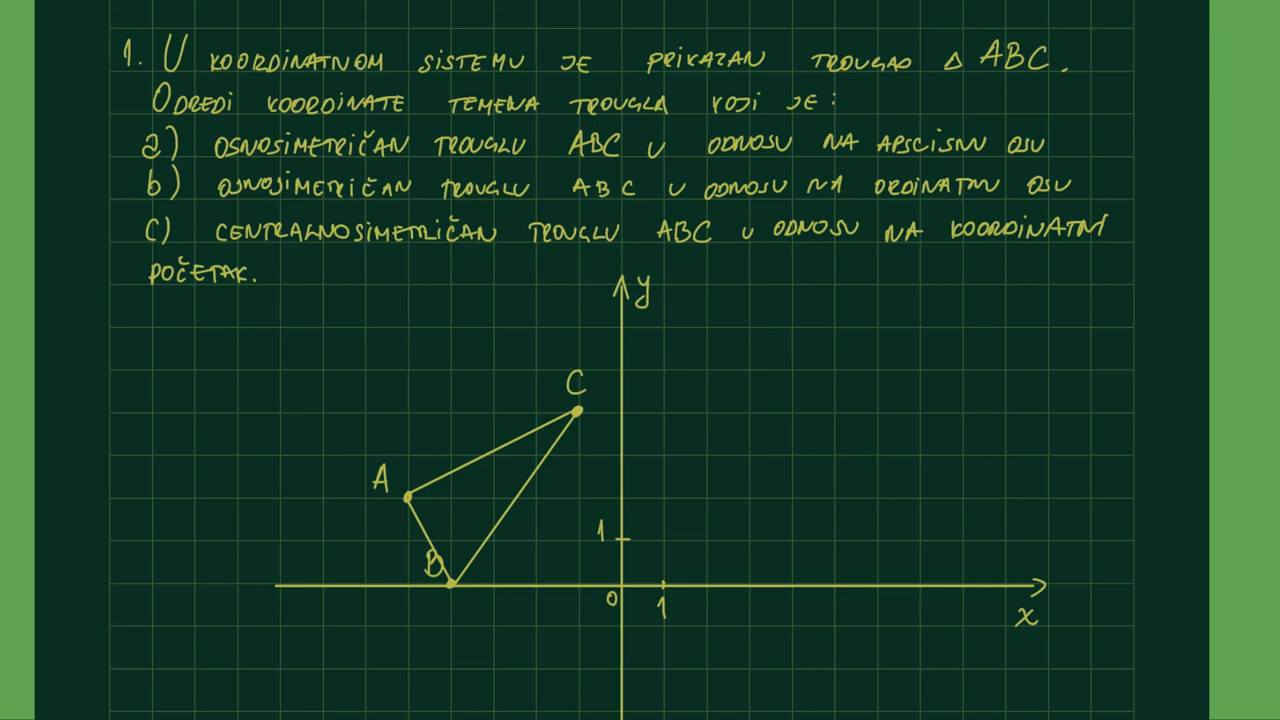 1. U KOORDINATNOM SISTEMU JE PRIKAZAN TROUGAO Δ ABC.
ODREDI KOORDINATE TEMENA TROUGLA KOJI JE:
a) OSNOSIMETRIČAN TROUGLU ABC U ODNOSU NA APSCISNU OSU
b) OSNOSIMETRIČAN TROUGLU ABC U ODNOSU NA ORDINATNU OSU
c) CENTRALNOSIMETRIČAN TROUGLU ABC U ODNOSU NA KOORDINATNI
POČETAK.
y
C
A
1
B
0
1
x